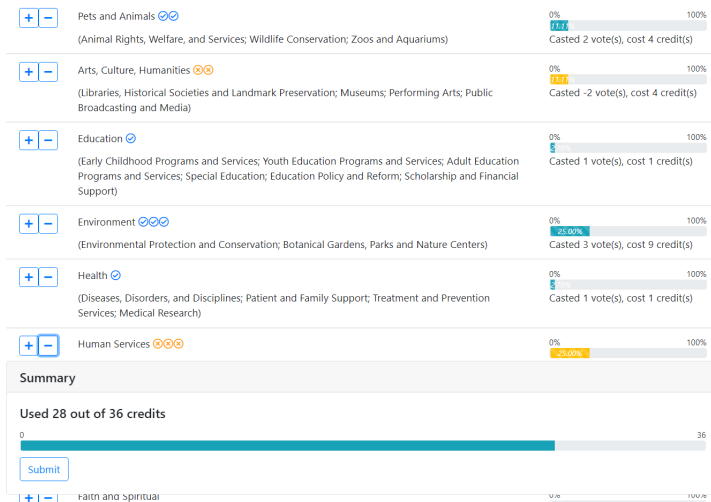 + − Pets and Animals 0% 100%
11.11
(Animal Rights, Welfare, and Services; Wildlife Conservation; Zoos and Aquariums) Casted 2 vote(s), cost 4 credit(s)
+ − Arts, Culture, Humanities 0% 100%
11.11
(Libraries, Historical Societies and Landmark Preservation; Museums; Performing Arts; Public Casted -2 vote(s), cost 4 credit(s)
Broadcasting and Media)
+ − Education 0% 100%
(Early Childhood Programs and Services; Youth Education Programs and Services; Adult Education Casted 1 vote(s), cost 1 credit(s)
Programs and Services; Special Education; Education Policy and Reform; Scholarship and Financial
Support)
+ − Environment 0% 100%
25.00%
(Environmental Protection and Conservation; Botanical Gardens, Parks and Nature Centers) Casted 3 vote(s), cost 9 credit(s)
+ − Health 0% 100%
(Diseases, Disorders, and Disciplines; Patient and Family Support; Treatment and Prevention Casted 1 vote(s), cost 1 credit(s)
Services; Medical Research)
+ − Human Services 0% 100%
-25.00%
Summary
Used 28 out of 36 credits
0 36
Submit
+ − Faith and Spiritual 0% 100%